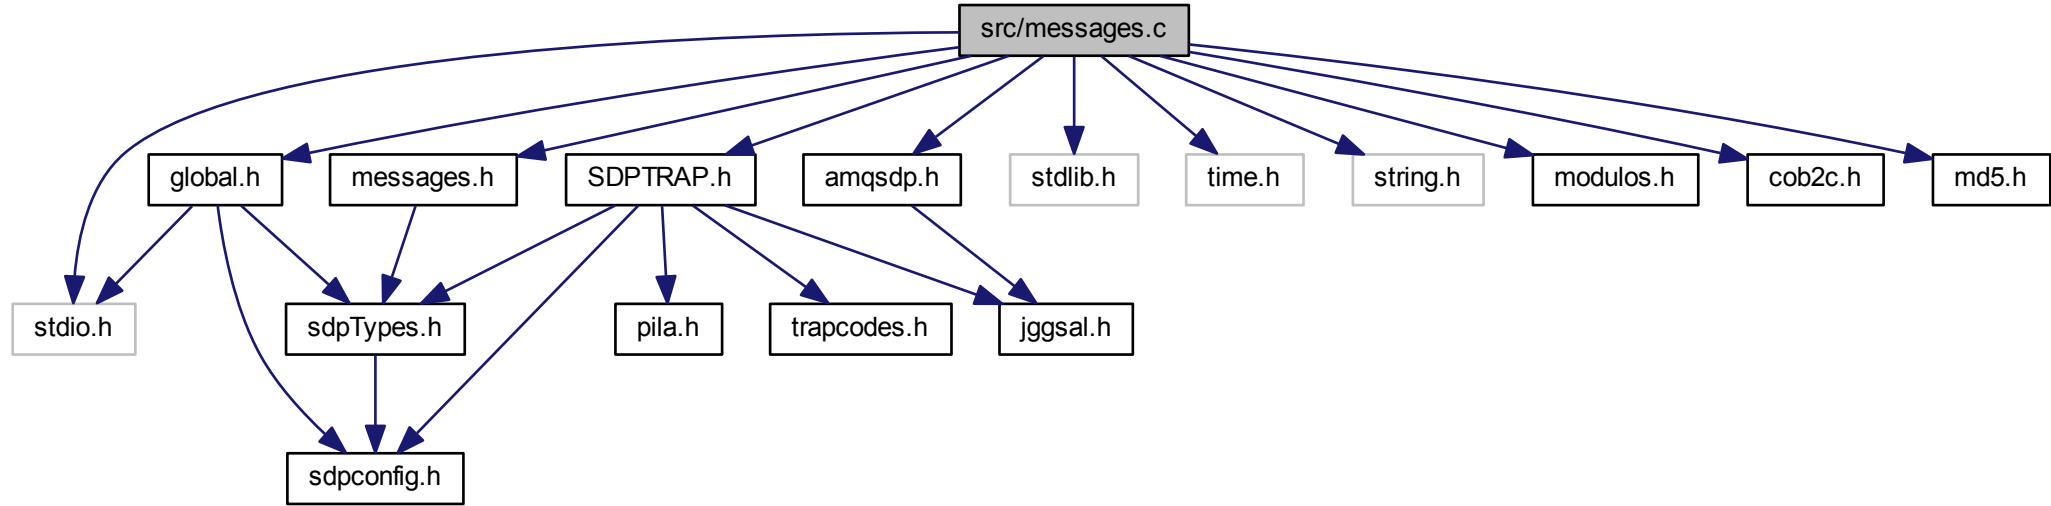 src/messages.c
global.h
messages.h
SDPTRAP.h
amqsdp.h
stdlib.h
time.h
string.h
modulos.h
cob2c.h
md5.h
stdio.h
sdpTypes.h
pila.h
trapcodes.h
jggsal.h
sdpconfig.h